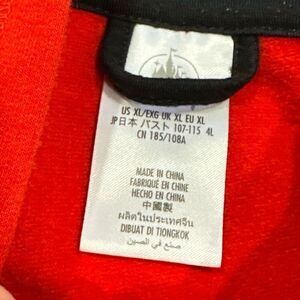 US XL/EXG UK XL EU XL
JP日本 バスト 107-115 4L
CN 185/108A
MADE IN CHINA
FABRIQUÉ EN CHINE
HECHO EN CHINA
中國製
ผลิตในประเทศจีน
DIBUAT DI TIONGKOK
صنع في الصين